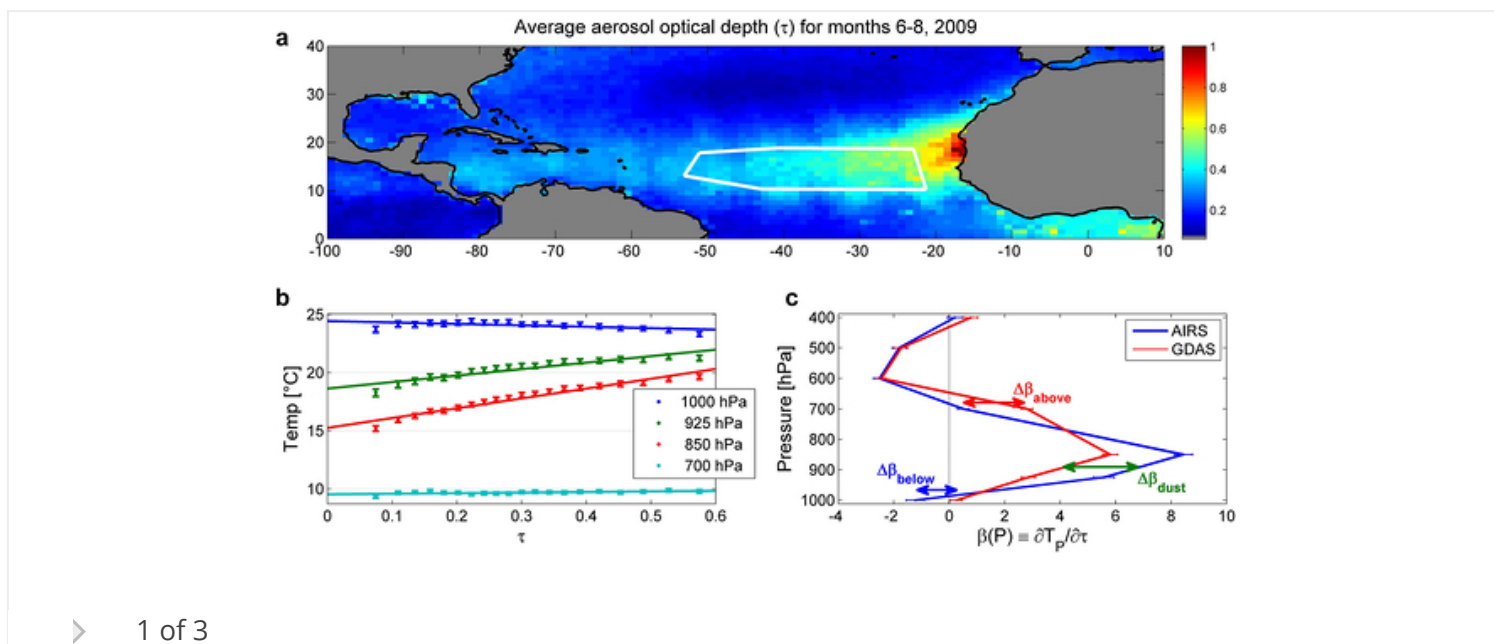 Average aerosol optical depth (τ) for months 6-8, 2009
a
40
30
20
10
0
-100 -90 -80 -70 -60 -50 -40 -30 -20 -10 0 10
1
0.8
0.6
0.4
0.2
b
25
20
15
10
Temp [°C]
0 0.1 0.2 0.3 0.4 0.5 0.6
τ
1000 hPa
925 hPa
850 hPa
700 hPa
c
400
500
600
700
800
900
1000
Pressure [hPa]
-4 -2 0 2 4 6 8 10
β(P) ≡ ∂T_P/∂τ
AIRS
GDAS
Δβ_above
Δβ_below
Δβ_dust
1 of 3